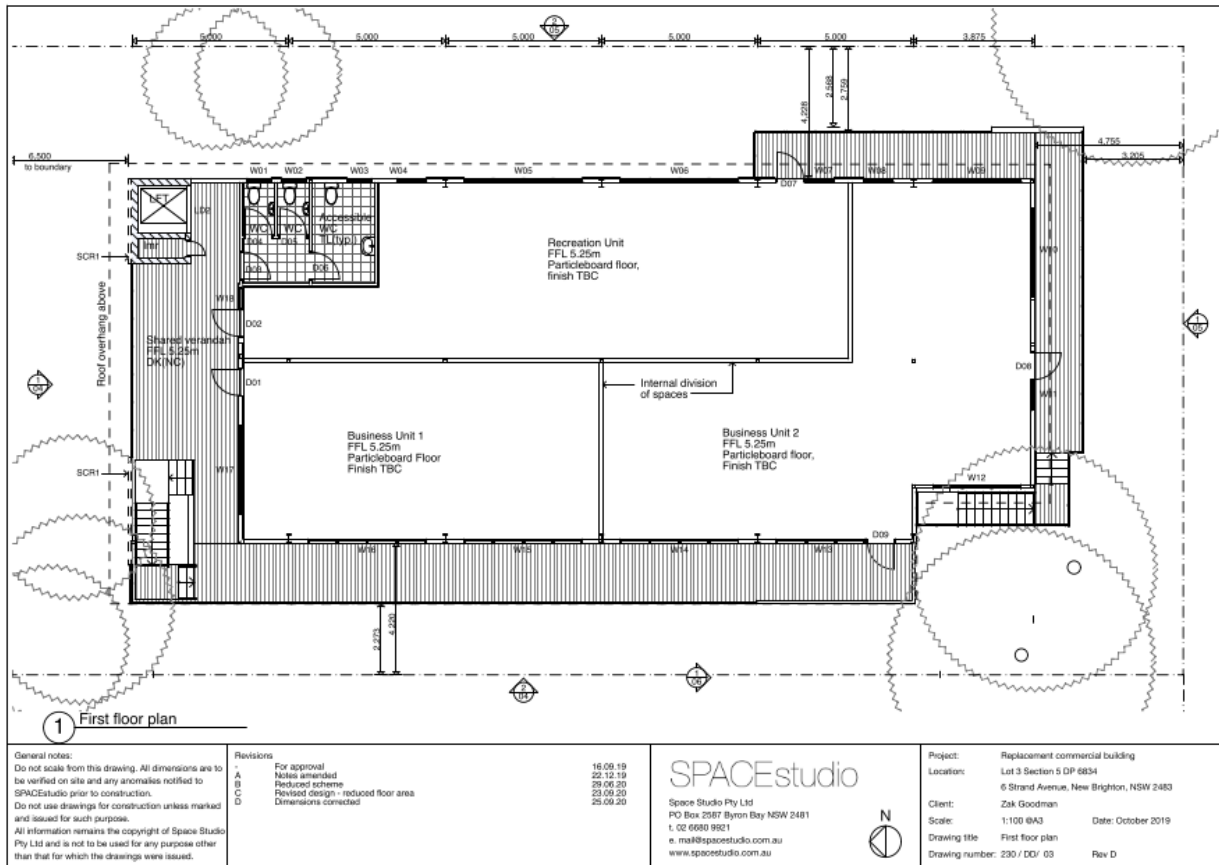 5.000 5.000 5.000 5.000 5.000 3.875
2
05
4.228
2.568
2.759
6.500
to boundary
4.755
3.205
W01 W02 W03 W04 W05 W06 W07 W08 W09
D07
LIFT
LD2
lmr
SCR1
WC
WC
Accessible
WC
TL(typ.)
D04 D05
D03 D06
Recreation Unit
FFL 5.25m
Particleboard floor,
finish TBC
W10
W18
D02
Roof overhang above
Shared verandah
FFL 5.25m
DK(NC)
1
05
1
04
D01
D08
W11
Internal division
of spaces
Business Unit 1
FFL 5.25m
Particleboard Floor
Finish TBC
Business Unit 2
FFL 5.25m
Particleboard floor,
Finish TBC
W17
SCR1
W12
D09
W16 W15 W14 W13
2.273
4.220
2
04
1
06
1 First floor plan
General notes:
Do not scale from this drawing. All dimensions are to
be verified on site and any anomalies notified to
SPACEstudio prior to construction.
Do not use drawings for construction unless marked
and issued for such purpose.
All information remains the copyright of Space Studio
Pty Ltd and is not to be used for any purpose other
than that for which the drawings were issued.
Revisions
- For approval 16.09.19
A Notes amended 22.12.19
B Reduced scheme 29.06.20
C Revised design - reduced floor area 23.09.20
D Dimensions corrected 25.09.20
SPACEstudio
Space Studio Pty Ltd
PO Box 2587 Byron Bay NSW 2481
t. 02 6680 9921
e. mail@spacestudio.com.au
www.spacestudio.com.au
N
Project: Replacement commercial building
Location: Lot 3 Section 5 DP 6834
6 Strand Avenue, New Brighton, NSW 2483
Client: Zak Goodman
Scale: 1:100 @A3 Date: October 2019
Drawing title First floor plan
Drawing number: 230 / DD/ 03 Rev D